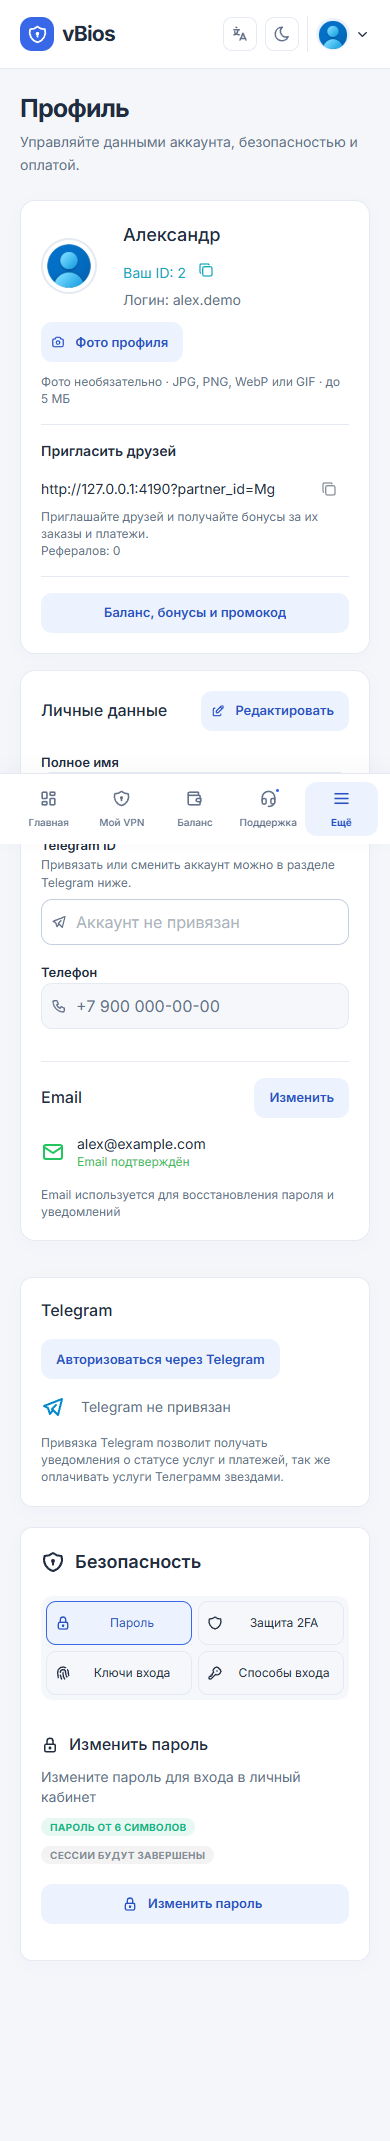 vBios
Профиль
Управляйте данными аккаунта, безопасностью и
оплатой.
Александр
Ваш ID: 2
Логин: alex.demo
Фото профиля
Фото необязательно · JPG, PNG, WebP или GIF · до
5 МБ
Пригласить друзей
http://127.0.0.1:4190?partner_id=Mg
Приглашайте друзей и получайте бонусы за их
заказы и платежи.
Рефералов: 0
Баланс, бонусы и промокод
Личные данные
Редактировать
Полное имя
Главная
Мой VPN
Баланс
Поддержка
Ещё
Telegram ID
Привязать или сменить аккаунт можно в разделе
Telegram ниже.
Аккаунт не привязан
Телефон
+7 900 000-00-00
Email
Изменить
alex@example.com
Email подтверждён
Email используется для восстановления пароля и
уведомлений
Telegram
Авторизоваться через Telegram
Telegram не привязан
Привязка Telegram позволит получать
уведомления о статусе услуг и платежей, так же
оплачивать услуги Телеграмм звездами.
Безопасность
Пароль
Защита 2FA
Ключи входа
Способы входа
Изменить пароль
Измените пароль для входа в личный
кабинет
ПАРОЛЬ ОТ 6 СИМВОЛОВ
СЕССИИ БУДУТ ЗАВЕРШЕНЫ
Изменить пароль